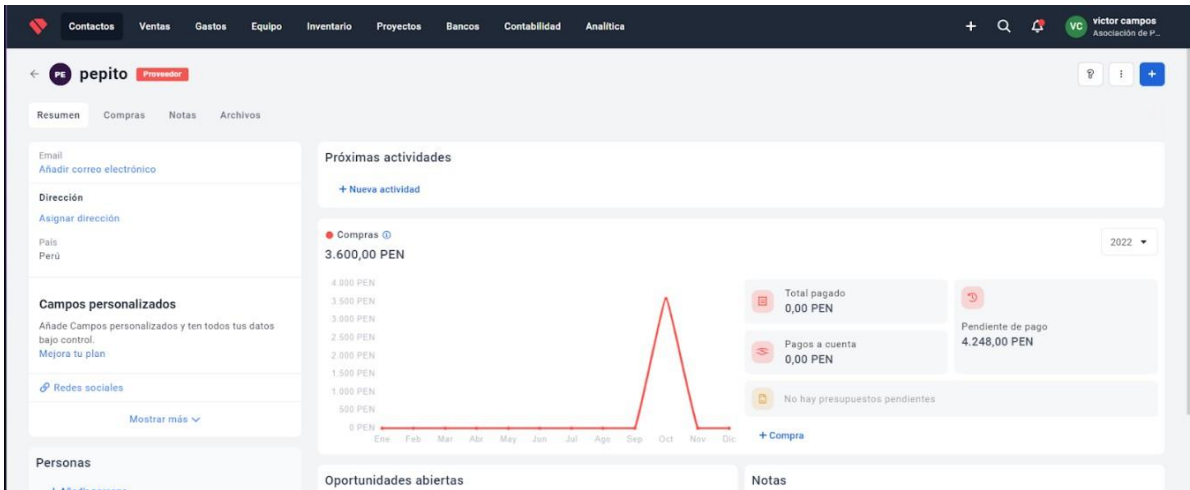 Contactos Ventas Gastos Equipo Inventario Proyectos Bancos Contabilidad Analítica
VC victor campos
Asociación de P...
PE pepito Proveedor
Resumen Compras Notas Archivos
Email
Añadir correo electrónico
Dirección
Asignar dirección
País
Perú
Campos personalizados
Añade Campos personalizados y ten todos tus datos
bajo control.
Mejora tu plan
Redes sociales
Mostrar más
Personas
+ Añadir persona
Próximas actividades
+ Nueva actividad
Compras
3.600,00 PEN
2022
4.000 PEN
3.500 PEN
3.000 PEN
2.500 PEN
2.000 PEN
1.500 PEN
1.000 PEN
500 PEN
0 PEN
Ene Feb Mar Abr May Jun Jul Ago Sep Oct Nov Dic
Total pagado
0,00 PEN
Pagos a cuenta
0,00 PEN
Pendiente de pago
4.248,00 PEN
No hay presupuestos pendientes
+ Compra
Oportunidades abiertas
Notas